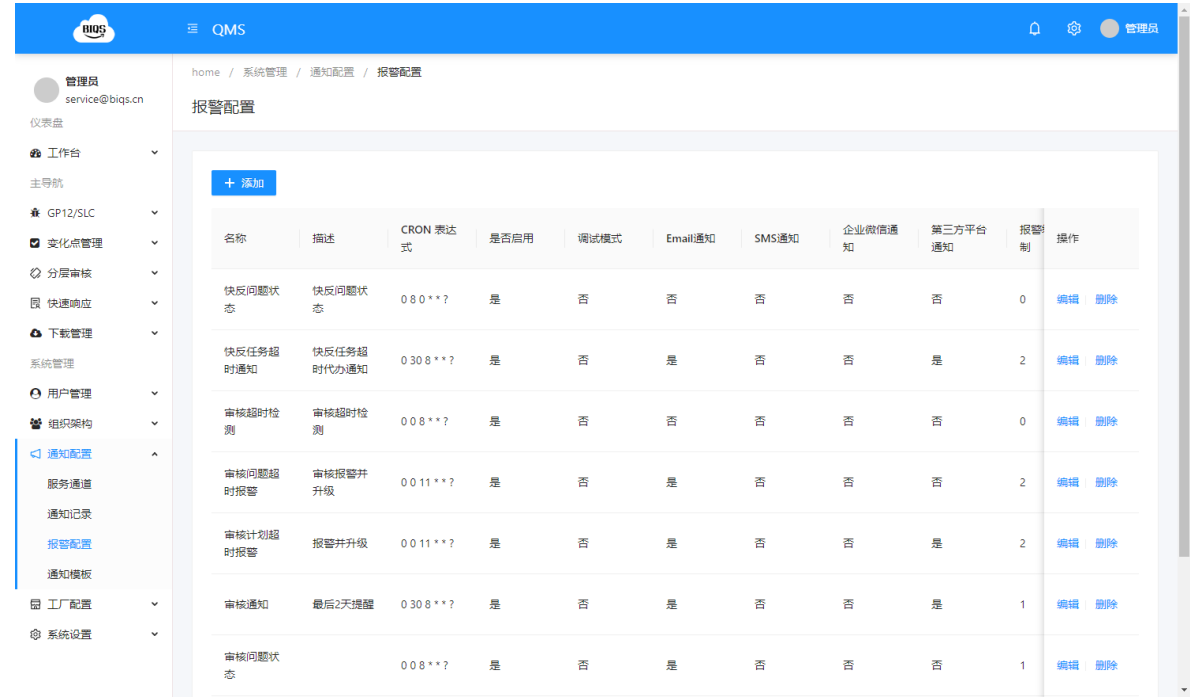 BIQS
QMS
管理员
管理员
service@biqs.cn
仪表盘
工作台
主导航
GP12/SLC
变化点管理
分层审核
快速响应
下载管理
系统管理
用户管理
组织架构
通知配置
服务通道
通知记录
报警配置
通知模板
工厂配置
系统设置
home / 系统管理 / 通知配置 / 报警配置
报警配置
+ 添加
名称 描述 CRON 表达 是否启用 调试模式 Email通知 SMS通知 企业微信通 第三方平台 报警 操作
式 知 通知 制
快反问题状 快反问题状
态 态 0 8 0 * * ? 是 否 否 否 否 否 0 编辑 删除
快反任务超 快反任务超
时通知 时代办通知 0 30 8 * * ? 是 否 是 否 否 是 2 编辑 删除
审核超时检 审核超时检
测 测 0 0 8 * * ? 是 否 否 否 否 否 0 编辑 删除
审核问题超 审核报警并
时报警 升级 0 0 11 * * ? 是 否 是 否 否 否 2 编辑 删除
审核计划超
时报警 报警并升级 0 0 11 * * ? 是 否 是 否 否 是 2 编辑 删除
审核通知 最后2天提醒 0 30 8 * * ? 是 否 是 否 否 是 1 编辑 删除
审核问题状
态 0 0 8 * * ? 是 否 是 否 否 否 1 编辑 删除